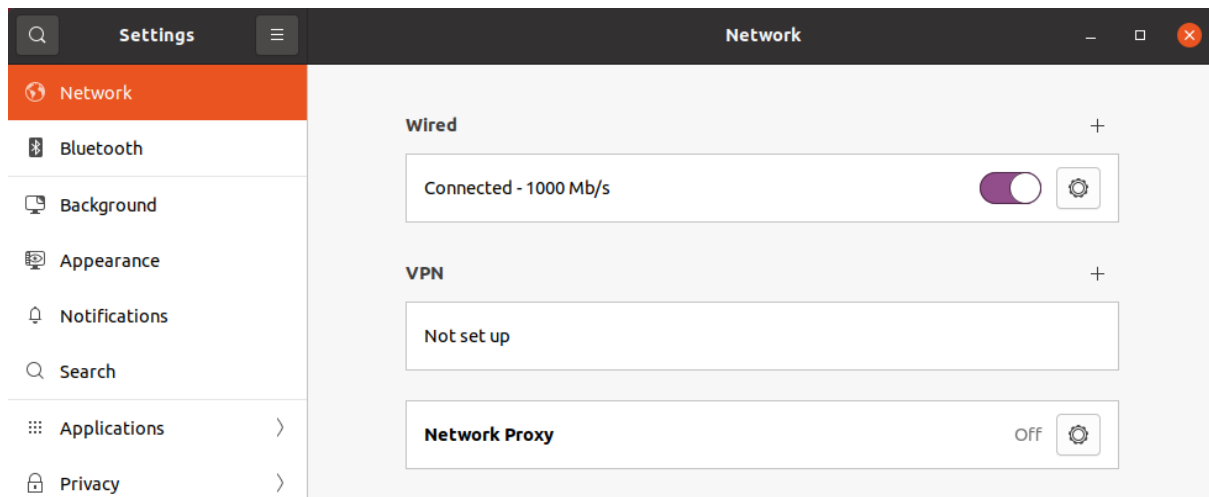 Settings
Network
Network
Bluetooth
Background
Appearance
Notifications
Search
Applications
Privacy
Wired
Connected - 1000 Mb/s
VPN
Not set up
Network Proxy
Off